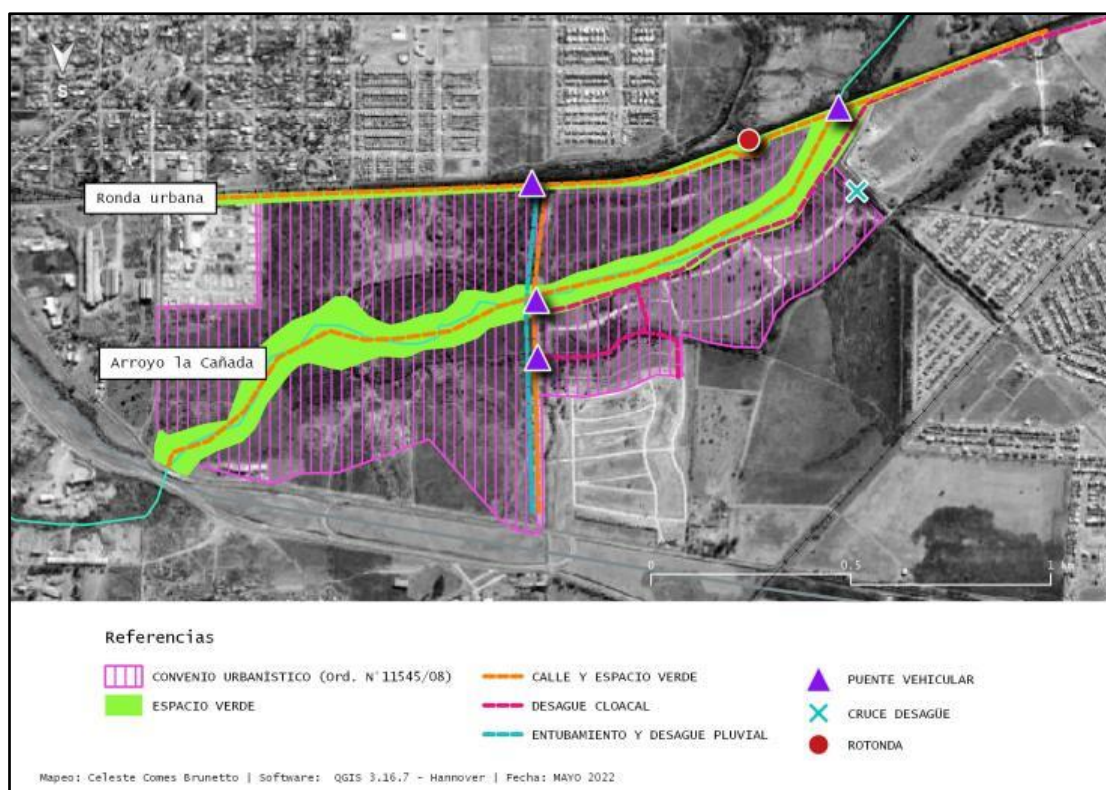 S
Ronda urbana
Arroyo la Cañada
0 0.5 1 km
Referencias
CONVENIO URBANÍSTICO (Ord. N°11545/08)
ESPACIO VERDE
CALLE Y ESPACIO VERDE
DESAGUE CLOACAL
ENTUBAMIENTO Y DESAGUE PLUVIAL
PUENTE VEHICULAR
CRUCE DESAGÜE
ROTONDA
Mapeo: Celeste Comes Brunetto | Software: QGIS 3.16.7 - Hannover | Fecha: MAYO 2022